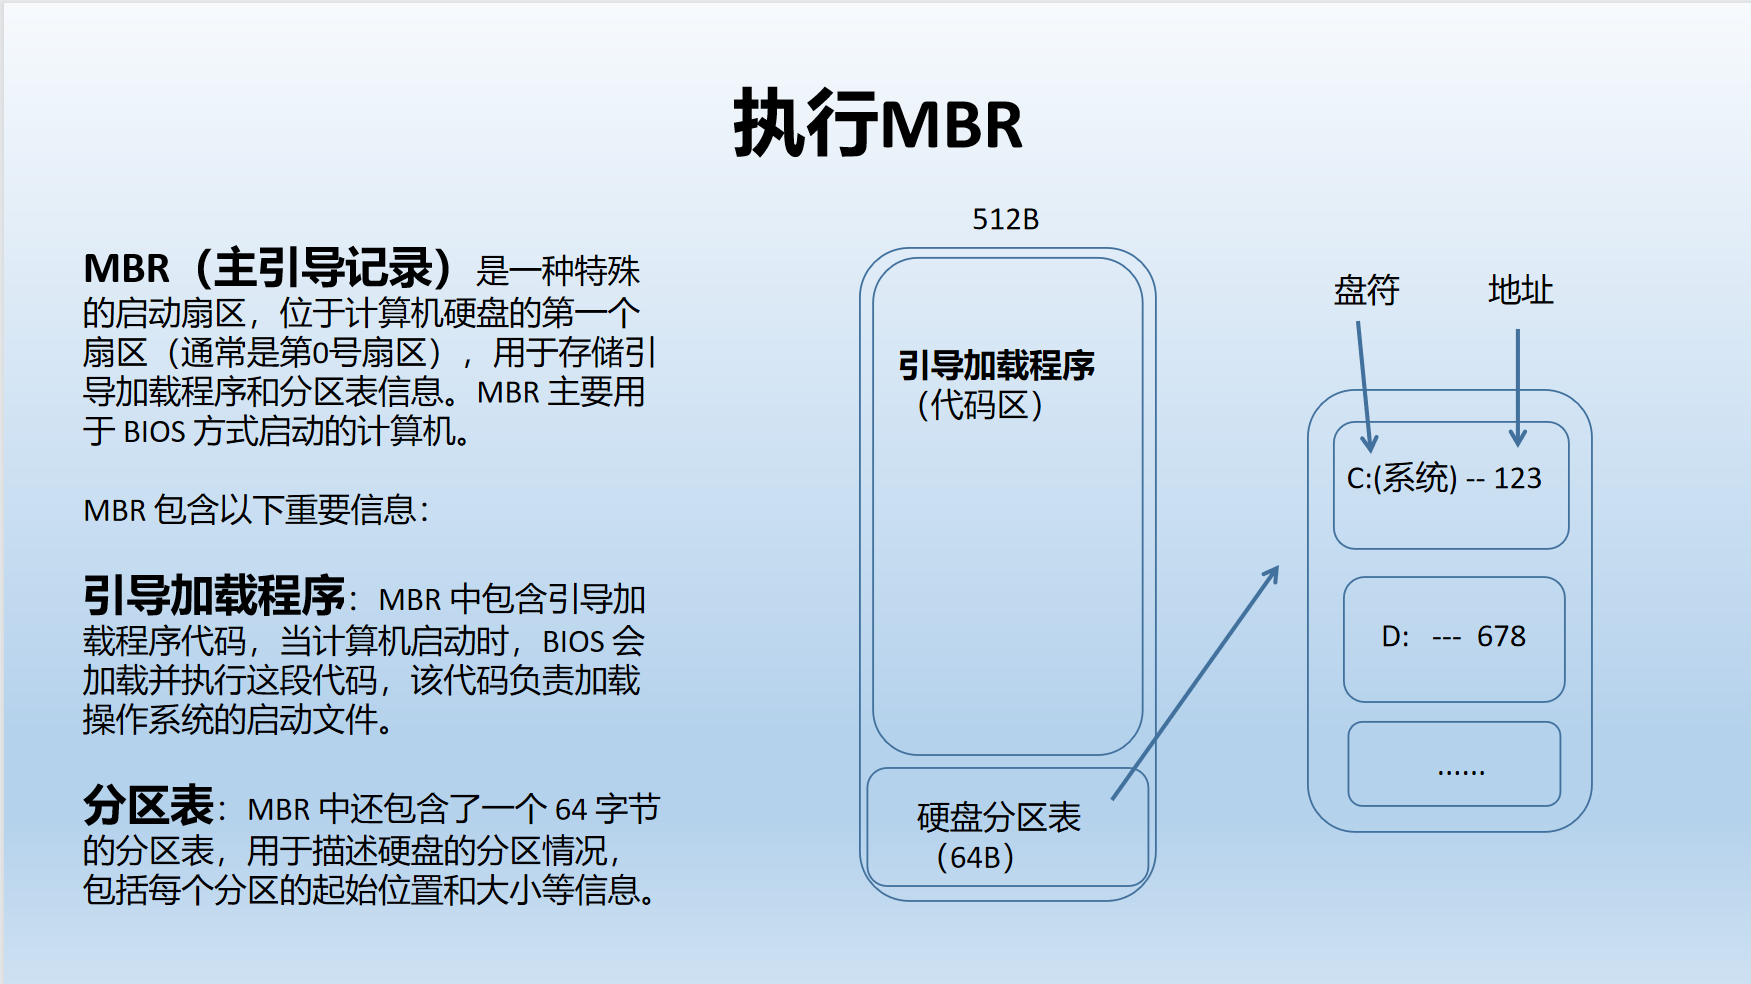 执行MBR
MBR（主引导记录）是一种特殊
的启动扇区，位于计算机硬盘的第一个
扇区（通常是第0号扇区），用于存储引
导加载程序和分区表信息。MBR 主要用
于 BIOS 方式启动的计算机。
MBR 包含以下重要信息：
引导加载程序：MBR 中包含引导加
载程序代码，当计算机启动时，BIOS 会
加载并执行这段代码，该代码负责加载
操作系统的启动文件。
分区表：MBR 中还包含了一个 64 字节
的分区表，用于描述硬盘的分区情况，
包括每个分区的起始位置和大小等信息。
512B
引导加载程序
（代码区）
硬盘分区表
（64B）
盘符 地址
C:(系统) -- 123
D: --- 678
......